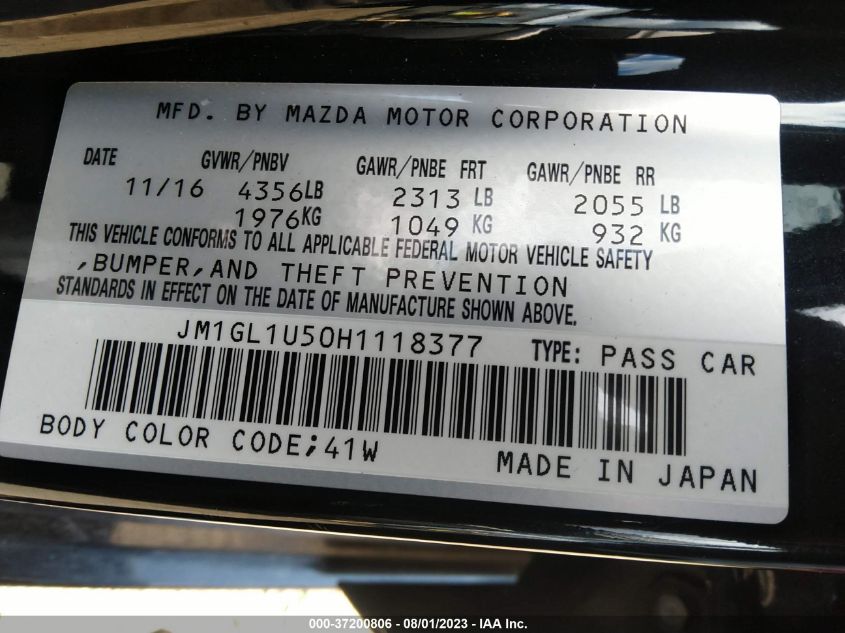 MFD. BY MAZDA MOTOR CORPORATION
DATE GVWR/PNBV GAWR/PNBE FRT GAWR/PNBE RR
11/16 4356LB 2313 LB 2055 LB
1976KG 1049 KG 932 KG
THIS VEHICLE CONFORMS TO ALL APPLICABLE FEDERAL MOTOR VEHICLE SAFETY
,BUMPER,AND THEFT PREVENTION
STANDARDS IN EFFECT ON THE DATE OF MANUFACTURE SHOWN ABOVE.
JM1GL1U50H1118377 TYPE: PASS CAR
BODY COLOR CODE;41W
MADE IN JAPAN
000-37200806 - 08/01/2023 - IAA Inc.